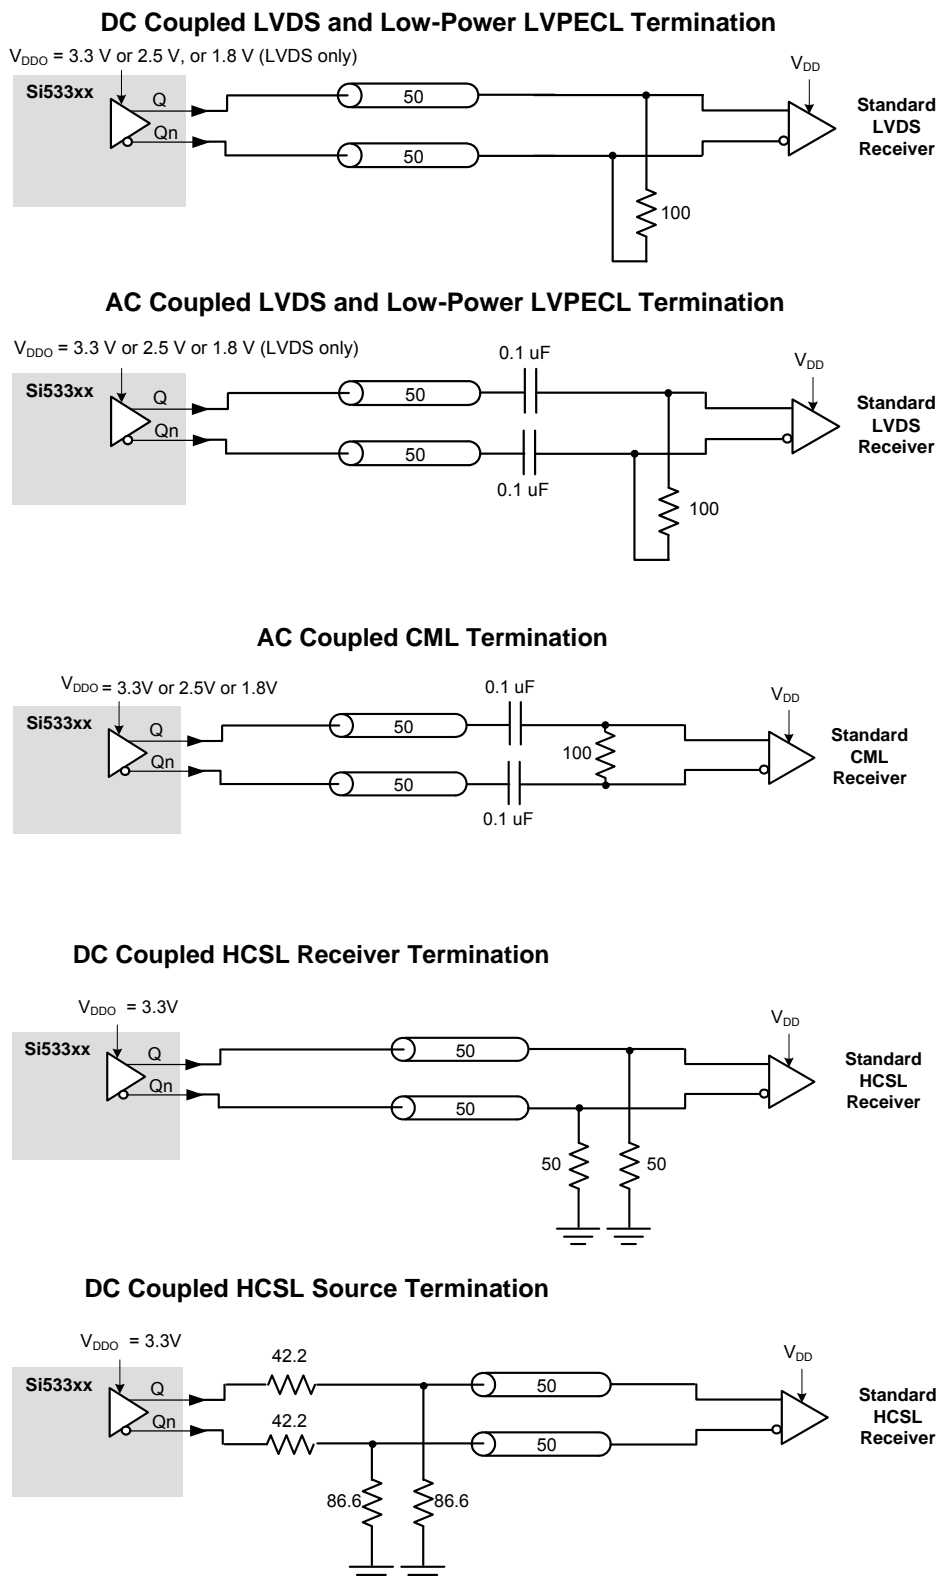 DC Coupled LVDS and Low-Power LVPECL Termination
VDDO = 3.3 V or 2.5 V, or 1.8 V (LVDS only)
Si533xx
Q
Qn
50
50
100
VDD
Standard
LVDS
Receiver
AC Coupled LVDS and Low-Power LVPECL Termination
VDDO = 3.3 V or 2.5 V or 1.8 V (LVDS only)
Si533xx
Q
Qn
50
50
0.1 uF
0.1 uF
100
VDD
Standard
LVDS
Receiver
AC Coupled CML Termination
VDDO = 3.3V or 2.5V or 1.8V
Si533xx
Q
Qn
50
50
0.1 uF
0.1 uF
100
VDD
Standard
CML
Receiver
DC Coupled HCSL Receiver Termination
VDDO = 3.3V
Si533xx
Q
Qn
50
50
50
50
VDD
Standard
HCSL
Receiver
DC Coupled HCSL Source Termination
VDDO = 3.3V
Si533xx
Q
Qn
42.2
42.2
86.6
86.6
50
50
VDD
Standard
HCSL
Receiver